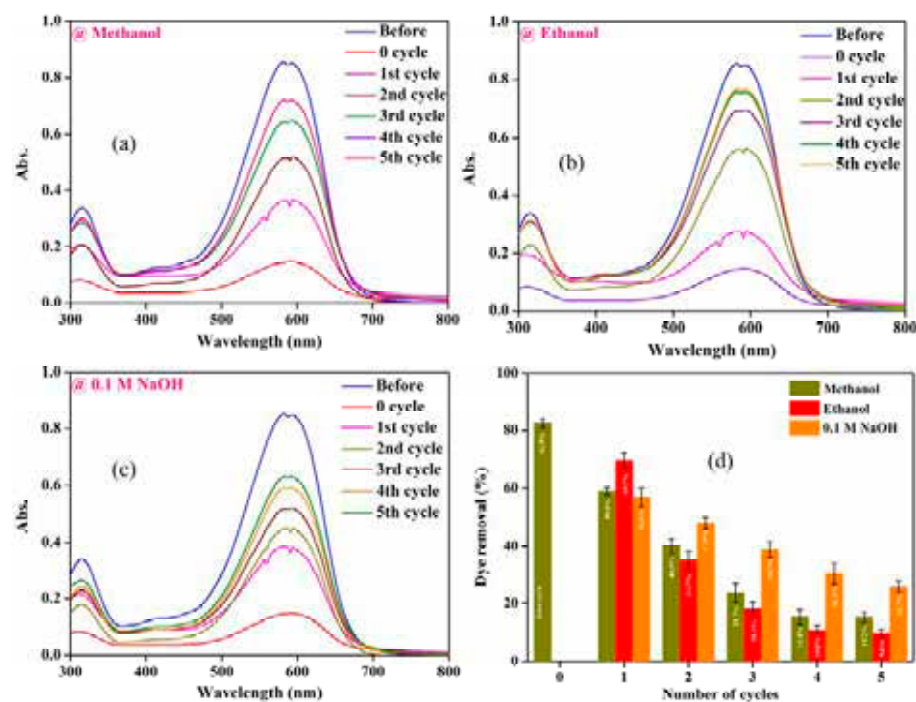 @ Methanol
Before
0 cycle
1st cycle
2nd cycle
3rd cycle
4th cycle
5th cycle
(a)
Abs.
1.0
0.8
0.6
0.4
0.2
0.0
300 400 500 600 700 800
Wavelength (nm)
@ Ethanol
Before
0 cycle
1st cycle
2nd cycle
3rd cycle
4th cycle
5th cycle
(b)
Abs.
1.0
0.8
0.6
0.4
0.2
0.0
300 400 500 600 700 800
Wavelength (nm)
@ 0.1 M NaOH
Before
0 cycle
1st cycle
2nd cycle
3rd cycle
4th cycle
5th cycle
(c)
Abs.
1.0
0.8
0.6
0.4
0.2
0.0
300 400 500 600 700 800
Wavelength (nm)
Methanol
Ethanol
0.1 M NaOH
(d)
Dye removal (%)
100
80
60
40
20
0
0 1 2 3 4 5
Number of cycles